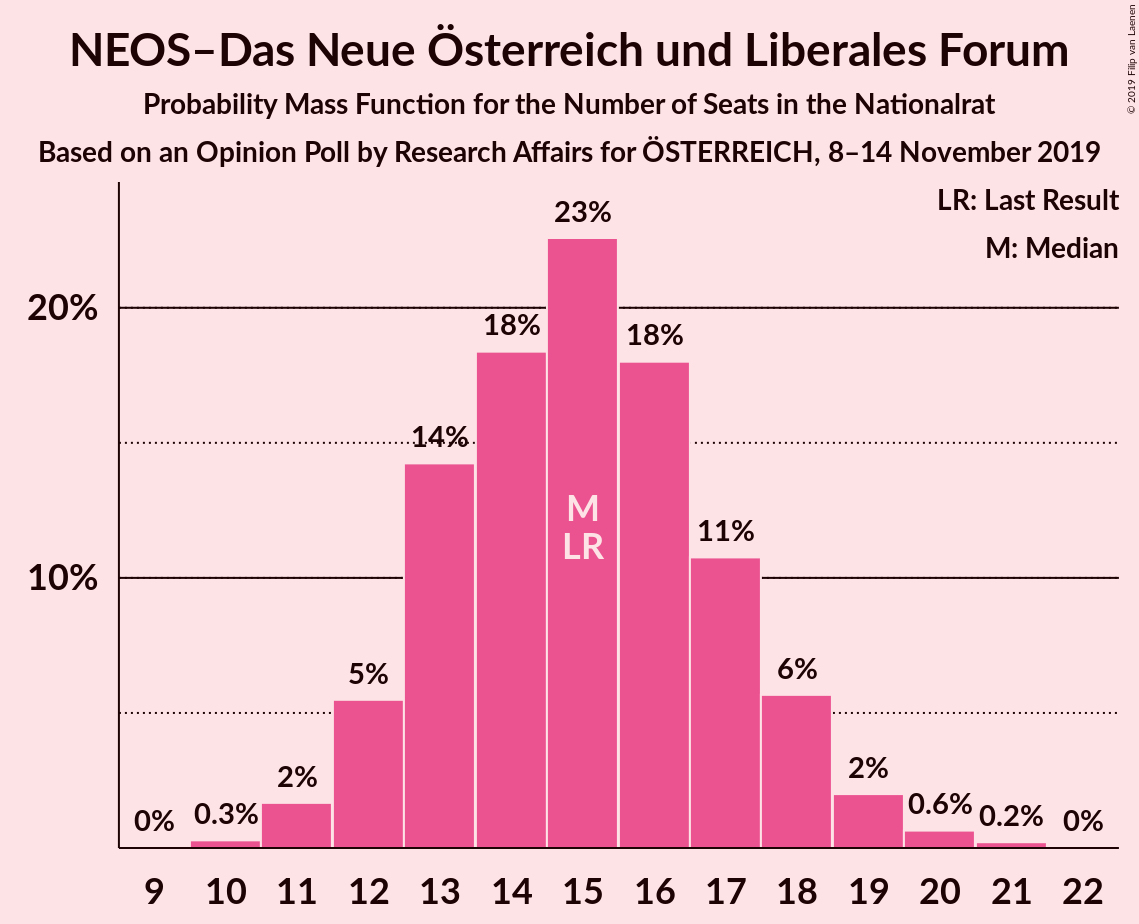 NEOS–Das Neue Österreich und Liberales Forum
Probability Mass Function for the Number of Seats in the Nationalrat
Based on an Opinion Poll by Research Affairs for ÖSTERREICH, 8–14 November 2019
© 2019 Filip van Laenen
LR: Last Result
M: Median
20%
10%
0%
0.3%
2%
5%
14%
18%
23%
18%
11%
6%
2%
0.6%
0.2%
0%
M
LR
9 10 11 12 13 14 15 16 17 18 19 20 21 22